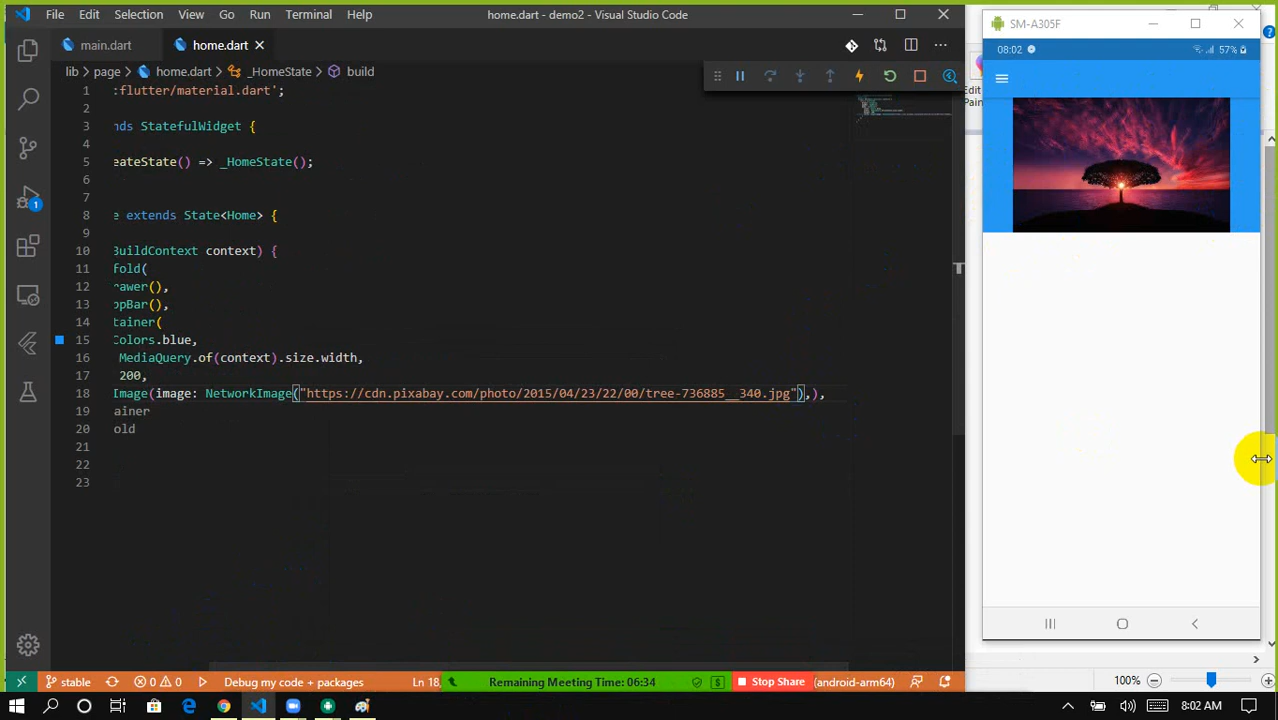 File Edit Selection View Go Run Terminal Help
home.dart - demo2 - Visual Studio Code
main.dart home.dart
lib > page > home.dart > _HomeState > build
1 :flutter/material.dart';
2
3 nds StatefulWidget {
4
5 eateState() => _HomeState();
6
7
8 e extends State<Home> {
9
10 BuildContext context) {
11 fold(
12 rawer(),
13 ppBar(),
14 tainer(
15 Colors.blue,
16 MediaQuery.of(context).size.width,
17 200,
18 Image(image: NetworkImage("https://cdn.pixabay.com/photo/2015/04/23/22/00/tree-736885__340.jpg"),),
19 ainer
20 old
21
22
23
1
stable 0 0 Debug my code + packages Ln 18, Remaining Meeting Time: 06:34 $ Stop Share (android-arm64)
SM-A305F
08:02 57%
Edit
Pain
100%
8:02 AM